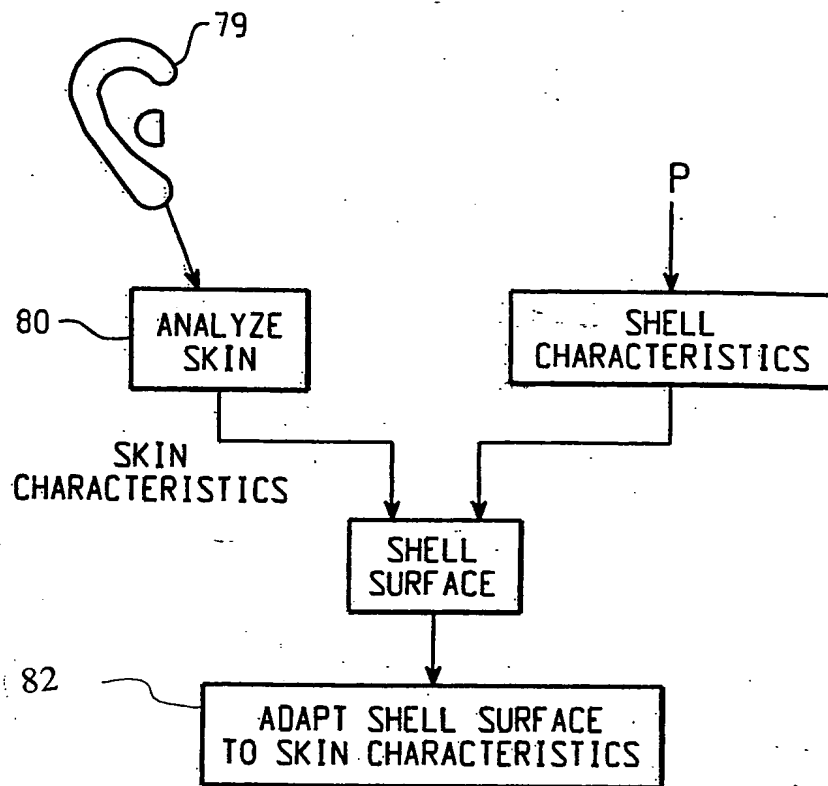 79
P
80
ANALYZE
SKIN
SHELL
CHARACTERISTICS
SKIN
CHARACTERISTICS
SHELL
SURFACE
82
ADAPT SHELL SURFACE
TO SKIN CHARACTERISTICS